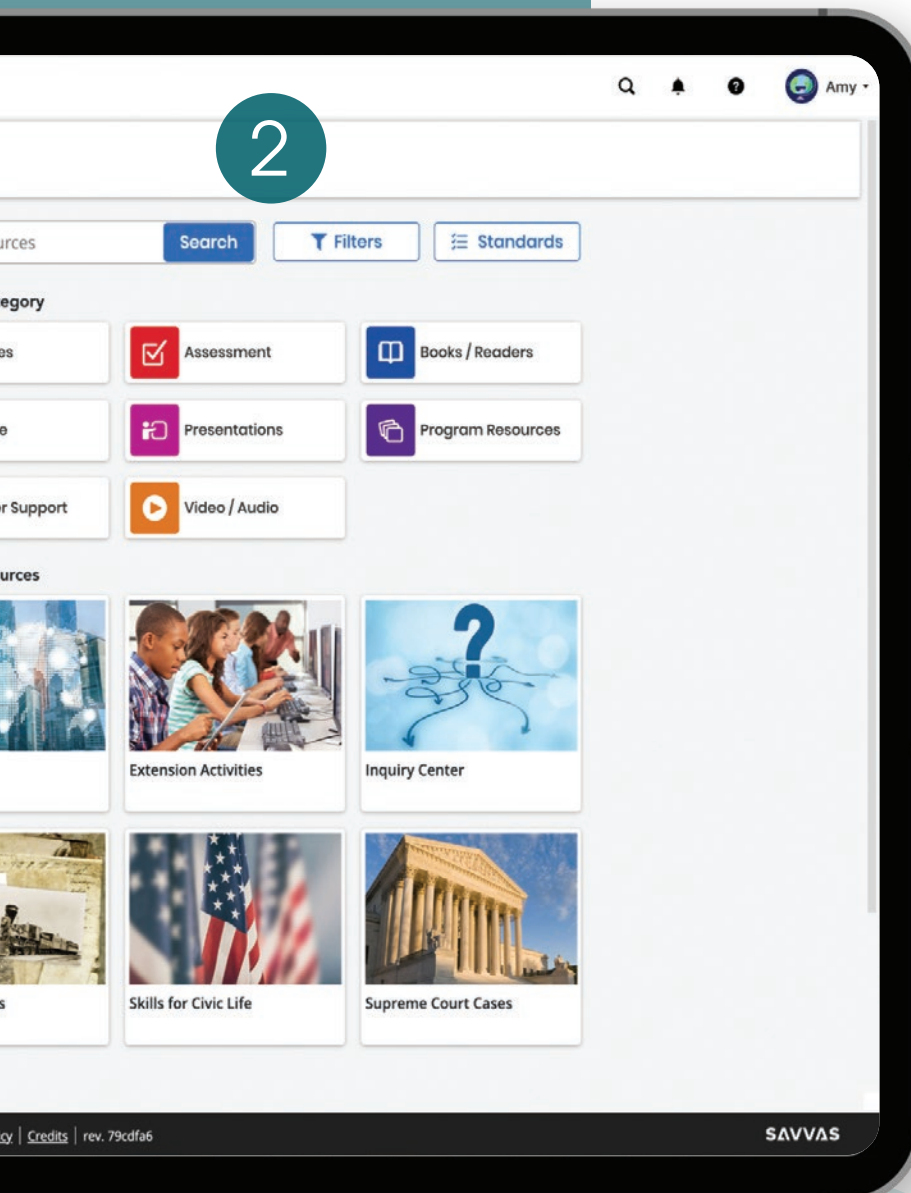 Amy
2
urces
Search
Filters
Standards
egory
es
Assessment
Books / Readers
e
Presentations
Program Resources
r Support
Video / Audio
urces
Extension Activities
Inquiry Center
s
Skills for Civic Life
Supreme Court Cases
cy | Credits | rev. 79cdfa6
SAVVAS